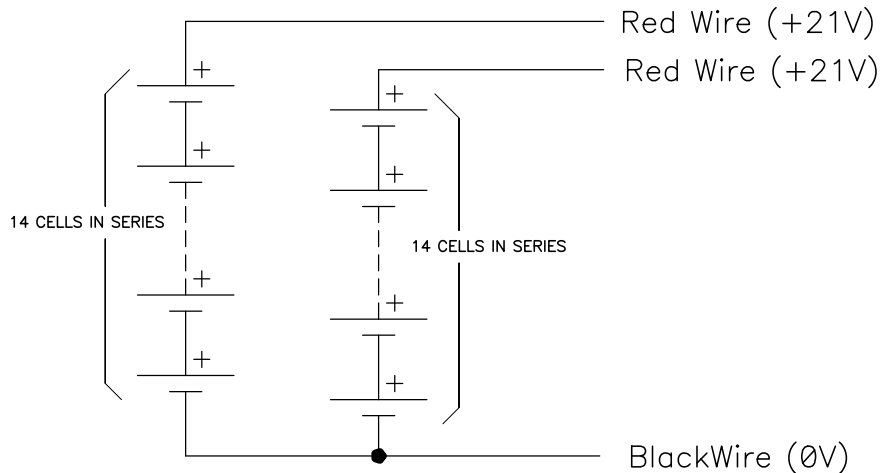 Red Wire (+21V)
Red Wire (+21V)
+
+
+
+
14 CELLS IN SERIES
14 CELLS IN SERIES
+
+
+
+
BlackWire (0V)